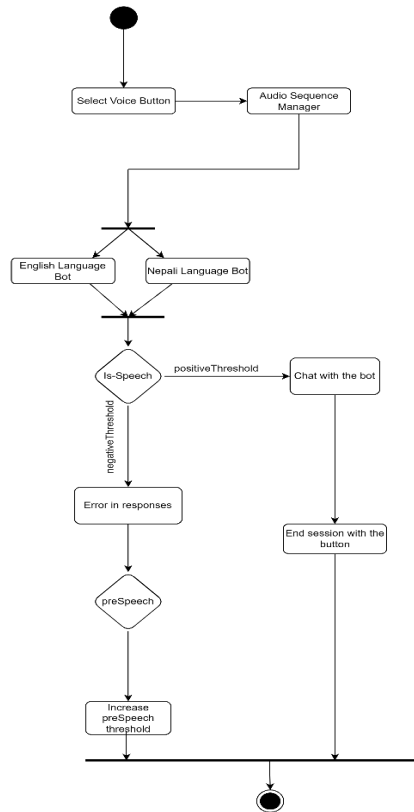 Select Voice Button
Audio Sequence
Manager
English Language
Bot
Nepali Language Bot
Is-Speech
positiveThreshold
Chat with the bot
negativeThreshold
Error in responses
End session with the
button
preSpeech
Increase
preSpeech
threshold